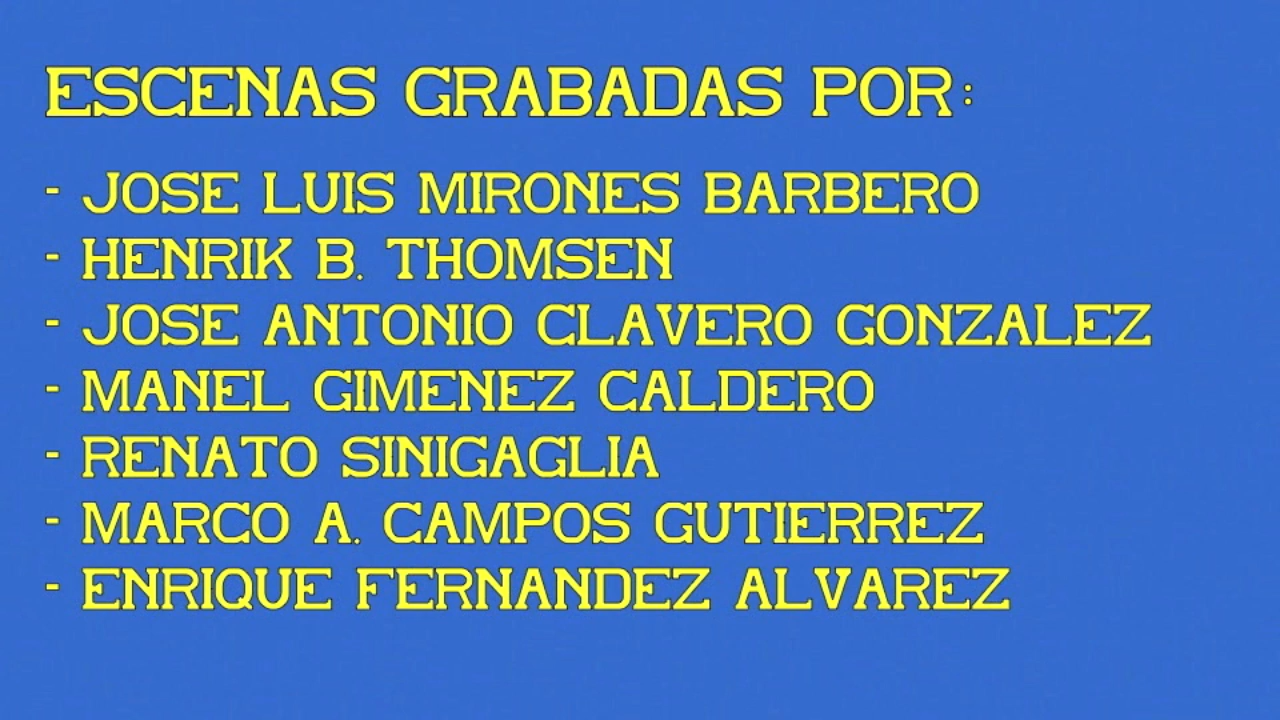 ESCENAS GRABADAS POR:
- JOSE LUIS MIRONES BARBERO
- HENRIK B. THOMSEN
- JOSE ANTONIO CLAVERO GONZALEZ
- MANEL GIMENEZ CALDERO
- RENATO SINIGAGLIA
- MARCO A. CAMPOS GUTIERREZ
- ENRIQUE FERNANDEZ ALVAREZ